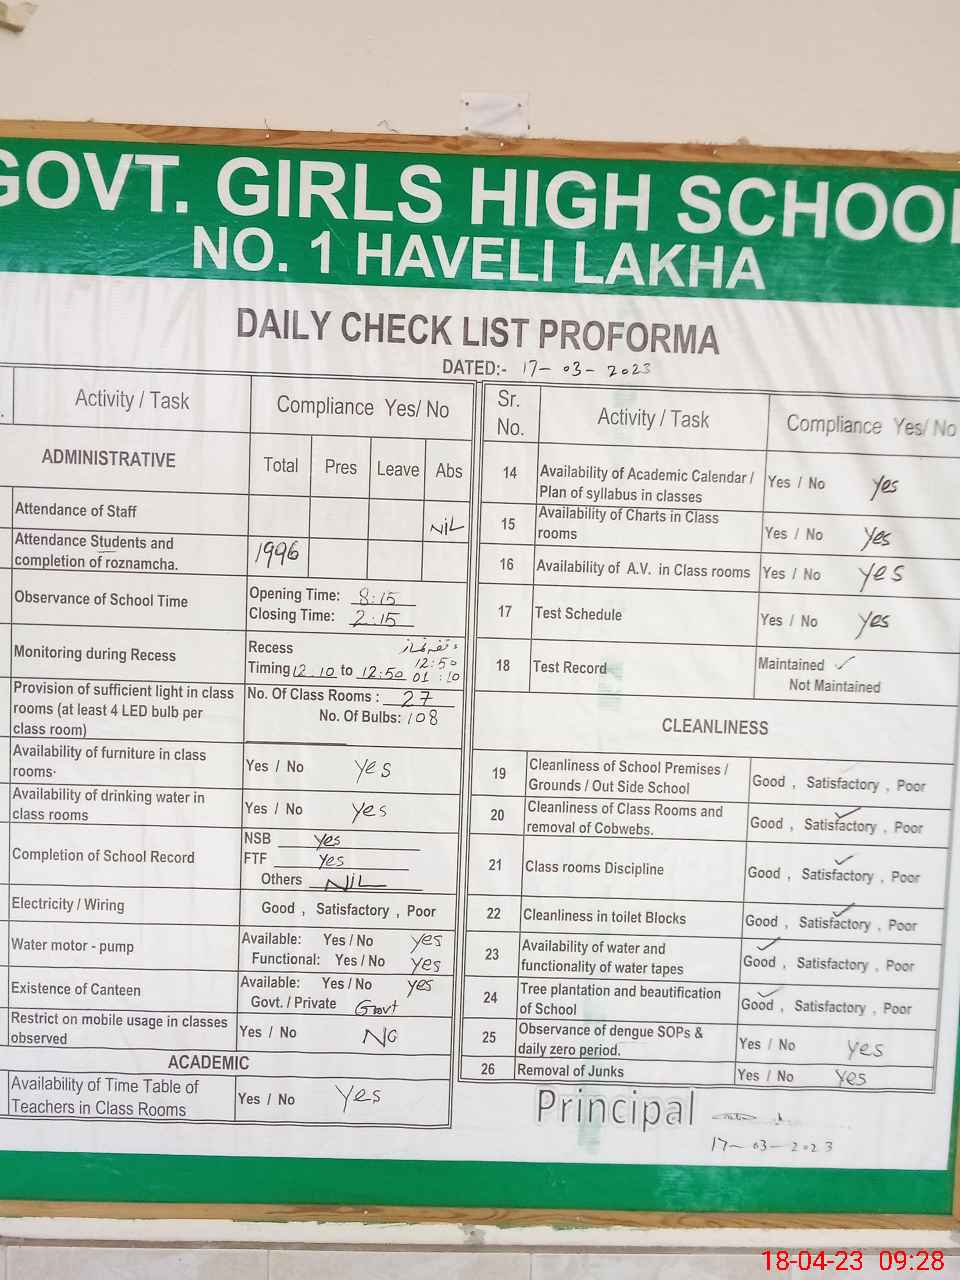 GOVT. GIRLS HIGH SCHOOL
NO. 1 HAVELI LAKHA
DAILY CHECK LIST PROFORMA
DATED:- 17-03-2023
Activity / Task
Compliance Yes/ No
ADMINISTRATIVE
Total Pres Leave Abs
Attendance of Staff
NiL
Attendance Students and
completion of roznamcha.
1996
Observance of School Time
Opening Time: 8:15
Closing Time: 2:15
Monitoring during Recess
Recess
12:50
Timing 12.10 to 12:50 01:10
Provision of sufficient light in class
rooms (at least 4 LED bulb per
class room)
No. Of Class Rooms : 27
No. Of Bulbs: 108
Availability of furniture in class
rooms·
Yes / No yes
Availability of drinking water in
class rooms
Yes / No yes
Completion of School Record
NSB yes
FTF yes
Others NiL
Electricity / Wiring
Good , Satisfactory , Poor
Water motor - pump
Available: Yes / No yes
Functional: Yes / No yes
Existence of Canteen
Available: Yes / No yes
Govt. / Private Govt
Restrict on mobile usage in classes
observed
Yes / No No
ACADEMIC
Availability of Time Table of
Teachers in Class Rooms
Yes / No Yes
Sr.
No.
Activity / Task
Compliance Yes/ No
14
Availability of Academic Calendar /
Plan of syllabus in classes
Yes / No yes
15
Availability of Charts in Class
rooms
Yes / No yes
16
Availability of A.V. in Class rooms
Yes / No yes
17
Test Schedule
Yes / No yes
18
Test Record
Maintained ✓
Not Maintained
CLEANLINESS
19
Cleanliness of School Premises /
Grounds / Out Side School
Good , Satisfactory , Poor
20
Cleanliness of Class Rooms and
removal of Cobwebs.
Good , Satisfactory , Poor
21
Class rooms Discipline
Good , Satisfactory , Poor
22
Cleanliness in toilet Blocks
Good , Satisfactory , Poor
23
Availability of water and
functionality of water tapes
Good , Satisfactory , Poor
24
Tree plantation and beautification
of School
Good , Satisfactory , Poor
25
Observance of dengue SOPs &
daily zero period.
Yes / No yes
26
Removal of Junks
Yes / No yes
Principal
17-03-2023
18-04-23 09:28